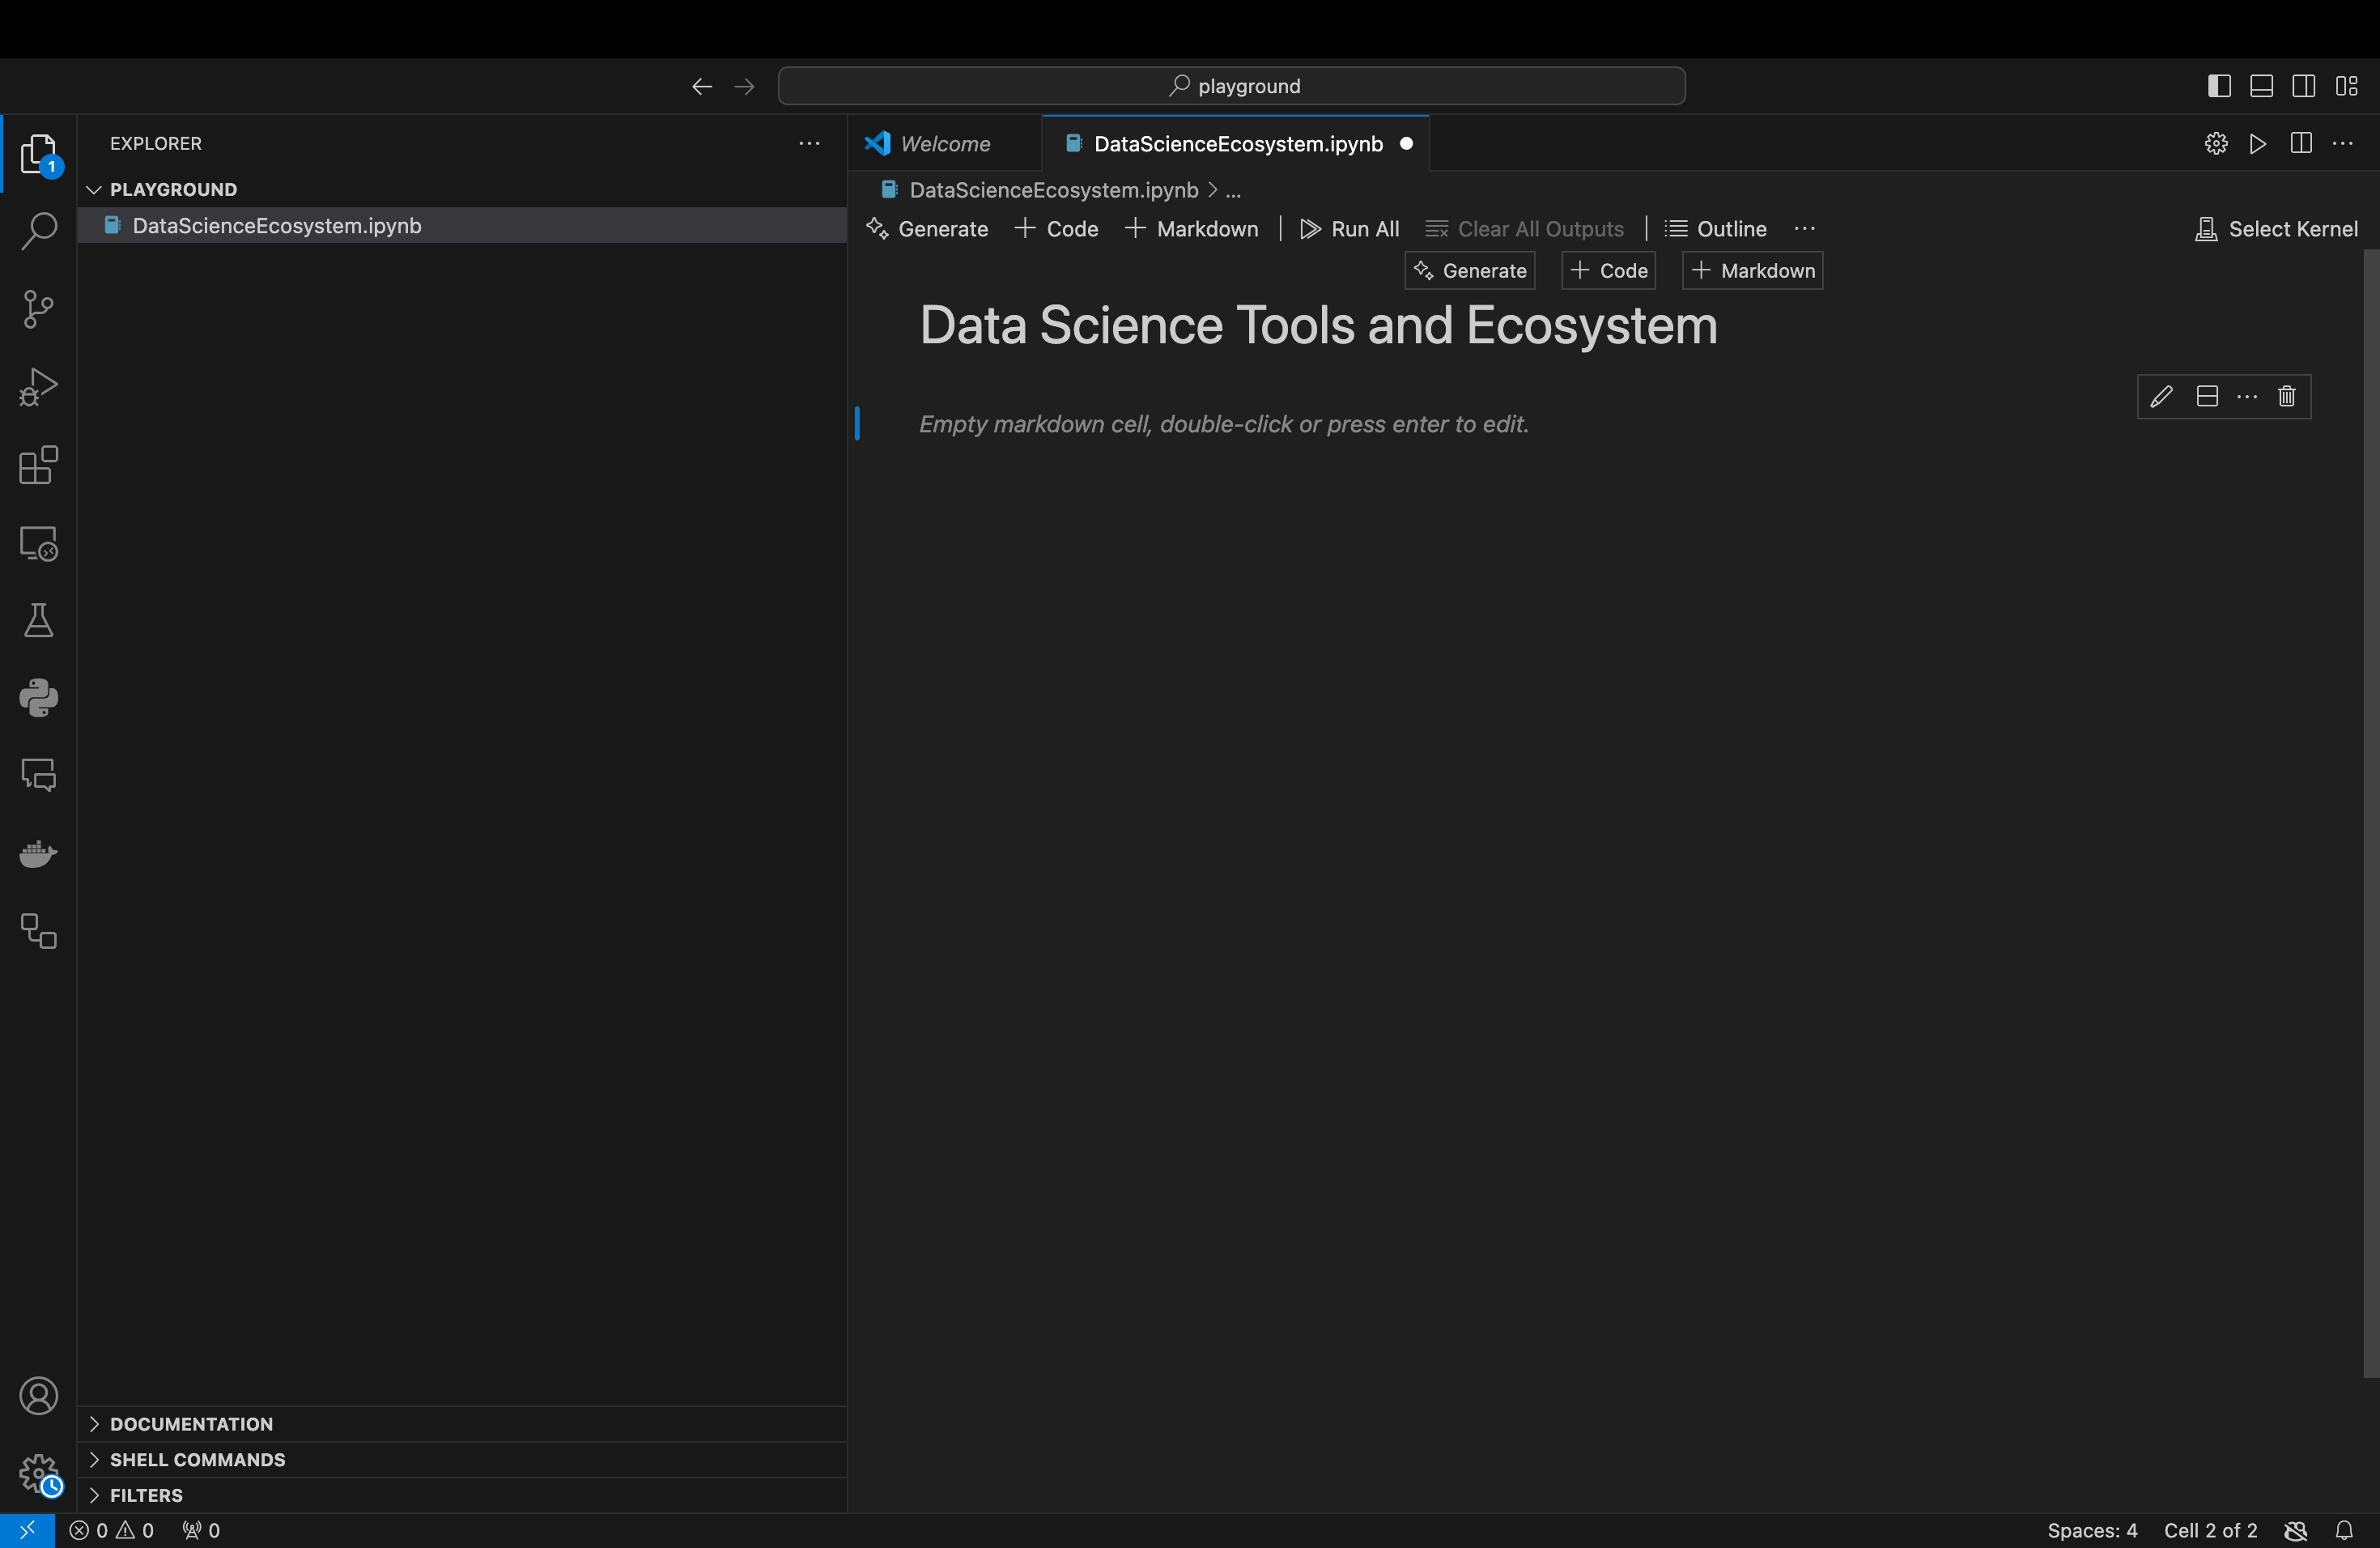 playground
EXPLORER
PLAYGROUND
DataScienceEcosystem.ipynb
DOCUMENTATION
SHELL COMMANDS
FILTERS
Welcome
DataScienceEcosystem.ipynb
DataScienceEcosystem.ipynb > ...
Generate + Code + Markdown Run All Clear All Outputs Outline ... Select Kernel
Generate + Code + Markdown
Data Science Tools and Ecosystem
Empty markdown cell, double-click or press enter to edit.
1
0 0 0
Spaces: 4 Cell 2 of 2